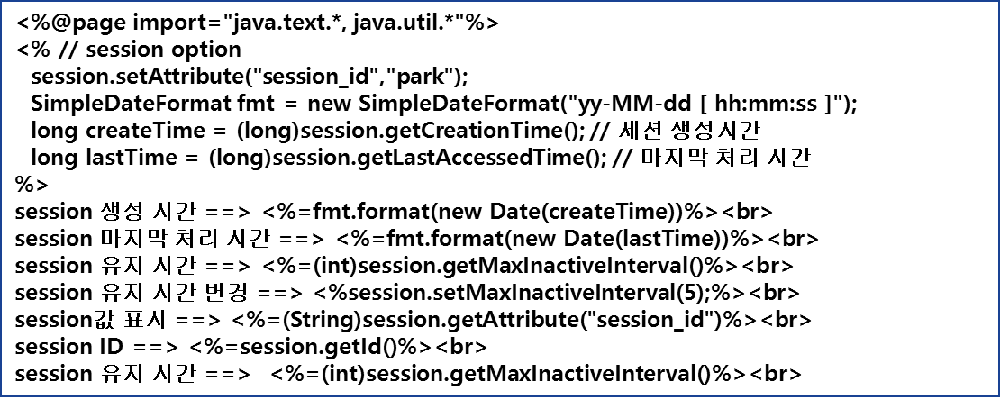 <%@page import="java.text.*, java.util.*"%>
<% // session option
session.setAttribute("session_id","park");
SimpleDateFormat fmt = new SimpleDateFormat("yy-MM-dd [ hh:mm:ss ]");
long createTime = (long)session.getCreationTime(); // 세션 생성시간
long lastTime = (long)session.getLastAccessedTime(); // 마지막 처리 시간
%>
session 생성 시간 ==> <%=fmt.format(new Date(createTime))%><br>
session 마지막 처리 시간 ==> <%=fmt.format(new Date(lastTime))%><br>
session 유지 시간 ==> <%=(int)session.getMaxInactiveInterval()%><br>
session 유지 시간 변경 ==> <%session.setMaxInactiveInterval(5);%><br>
session값 표시 ==> <%=(String)session.getAttribute("session_id")%><br>
session ID ==> <%=session.getId()%><br>
session 유지 시간 ==>  <%=(int)session.getMaxInactiveInterval()%><br>